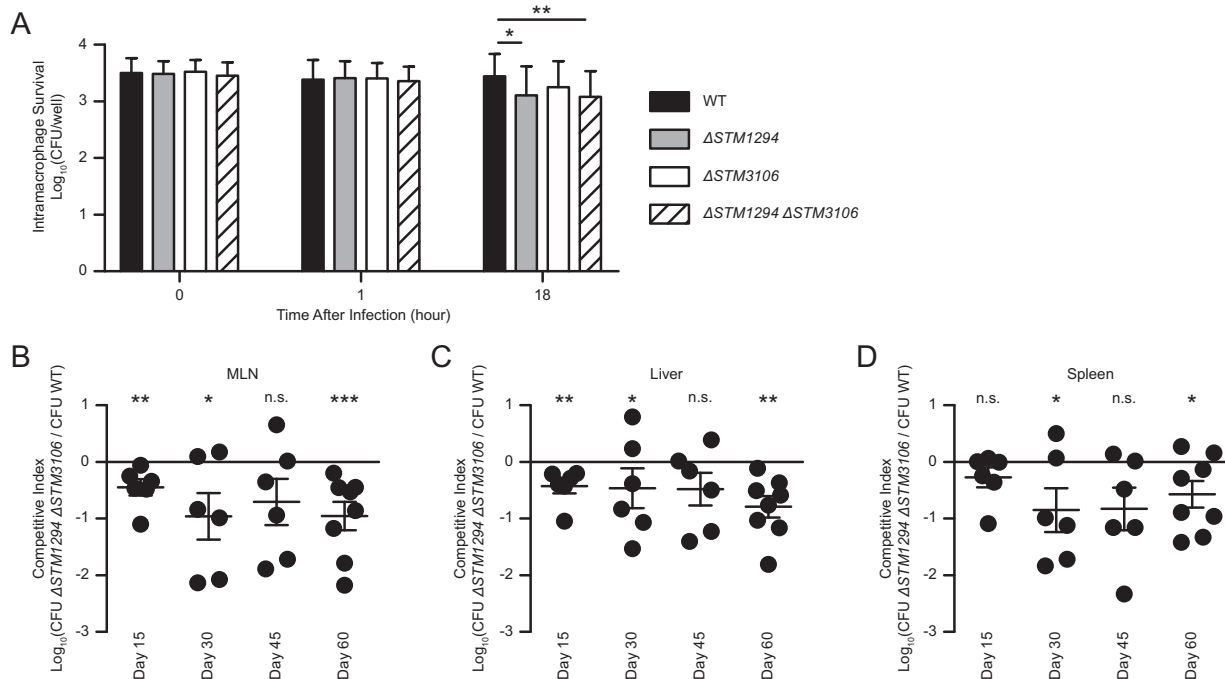 A
Intramacrophage Survival
Log10(CFU/well)
4
3
2
1
0
0
1
18
Time After Infection (hour)
*
**
WT
ΔSTM1294
ΔSTM3106
ΔSTM1294 ΔSTM3106
B
MLN
Competitive Index
Log10(CFU ΔSTM1294 ΔSTM3106 / CFU WT)
**
*
n.s.
***
1
0
-1
-2
-3
Day 15
Day 30
Day 45
Day 60
C
Liver
Competitive Index
Log10(CFU ΔSTM1294 ΔSTM3106 / CFU WT)
**
*
n.s.
**
1
0
-1
-2
-3
Day 15
Day 30
Day 45
Day 60
D
Spleen
Competitive Index
Log10(CFU ΔSTM1294 ΔSTM3106 / CFU WT)
n.s.
*
n.s.
*
1
0
-1
-2
-3
Day 15
Day 30
Day 45
Day 60